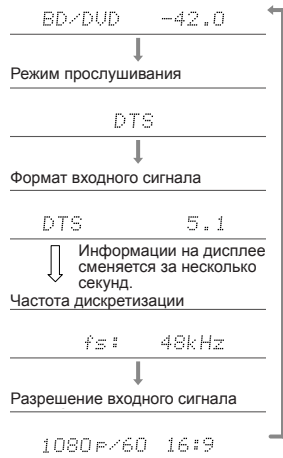 BD/DVD -42.0
Режим прослушивания
DTS
Формат входного сигнала
DTS 5.1
Информации на дисплее
сменяется за несколько
секунд.
Частота дискретизации
fs: 48kHz
Разрешение входного сигнала
1080p/60 16:9